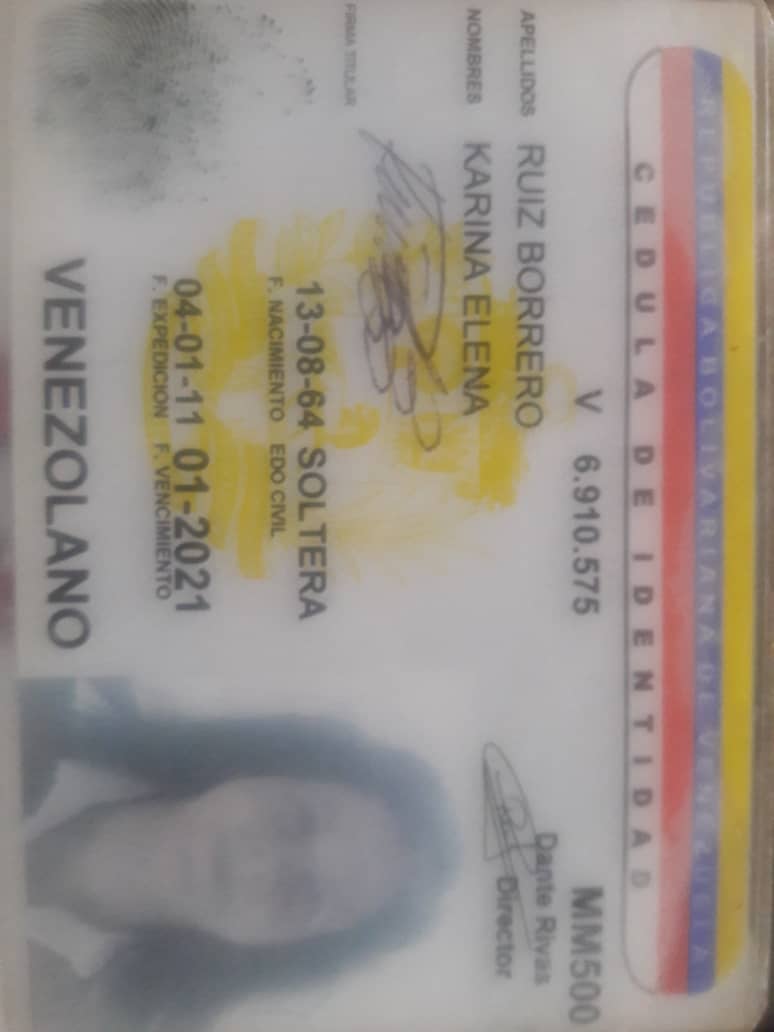 REPUBLICA BOLIVARIANA DE VENEZUELA
CEDULA DE IDENTIDAD
V 6.910.575
MM500
APELLIDOS RUIZ BORRERO
Dante Rivas
Director
NOMBRES KARINA ELENA
FIRMA TITULAR
13-08-64 SOLTERA
F. NACIMIENTO EDO CIVIL
04-01-11 01-2021
F. EXPEDICION F. VENCIMIENTO
VENEZOLANO